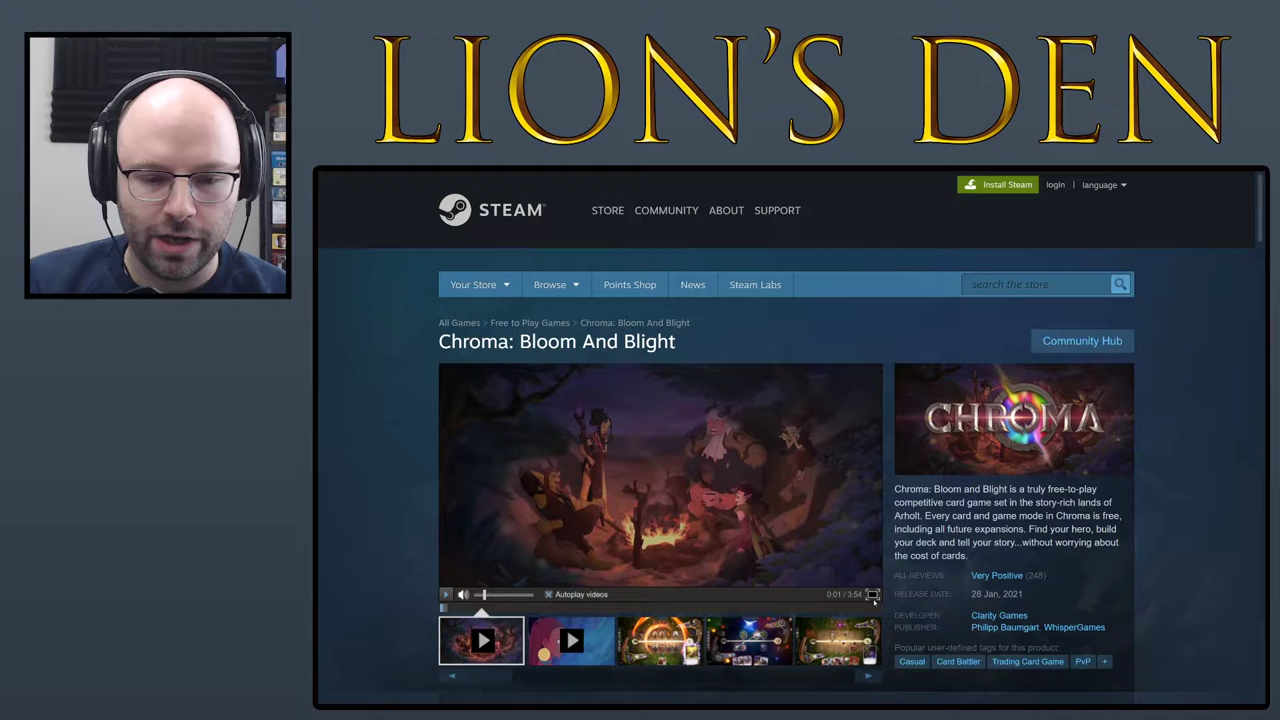 LION'S DEN
Install Steam
login | language
STEAM®
STORE COMMUNITY ABOUT SUPPORT
Your Store Browse Points Shop News Steam Labs
search the store
All Games > Free to Play Games > Chroma: Bloom And Blight
Chroma: Bloom And Blight
Community Hub
CHROMA
Chroma: Bloom and Blight is a truly free-to-play
competitive card game set in the story-rich lands of
Arholt. Every card and game mode in Chroma is free,
including all future expansions. Find your hero, build
your deck and tell your story...without worrying about
the cost of cards.
ALL REVIEWS: Very Positive (248)
RELEASE DATE: 28 Jan, 2021
DEVELOPER: Clarity Games
PUBLISHER: Philipp Baumgart, WhisperGames
Popular user-defined tags for this product:
Casual Card Battler Trading Card Game PvP +
Autoplay videos
0:01 / 3:54